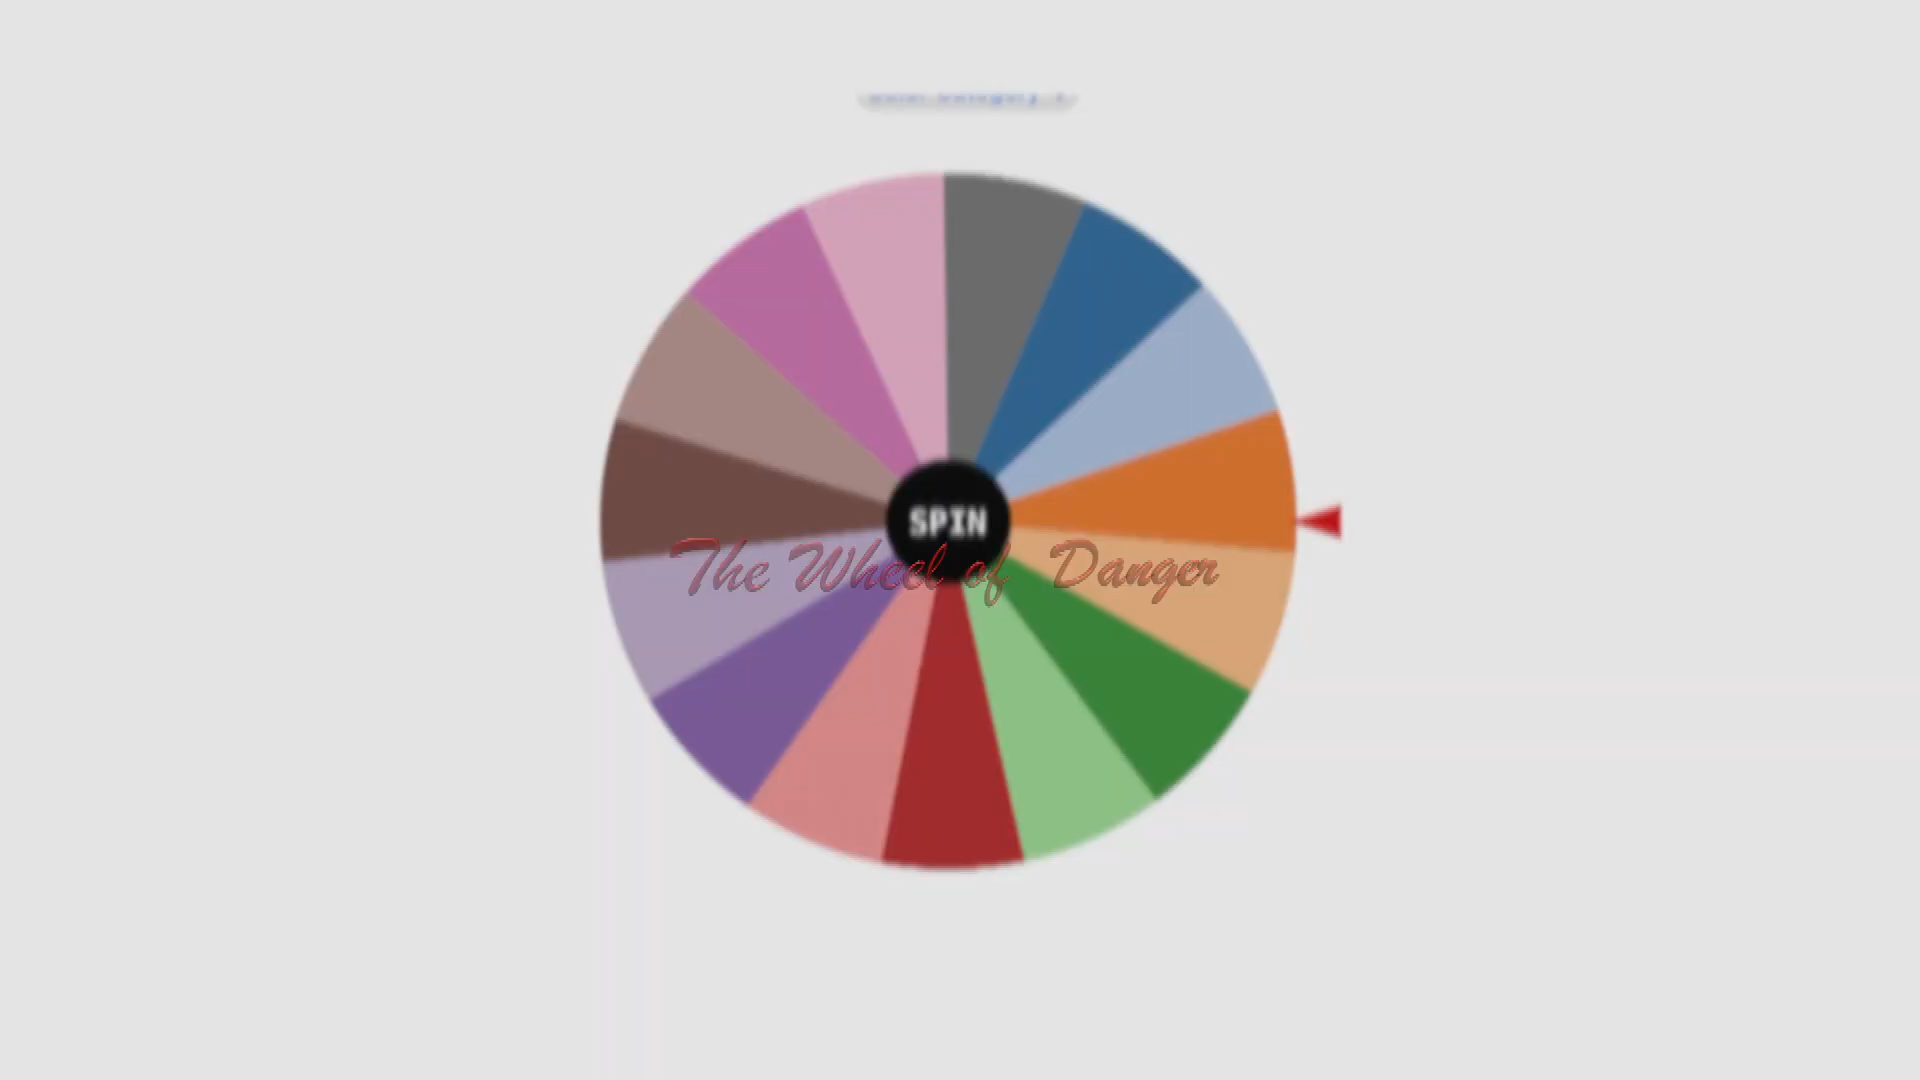 SPIN
The Wheel of Danger